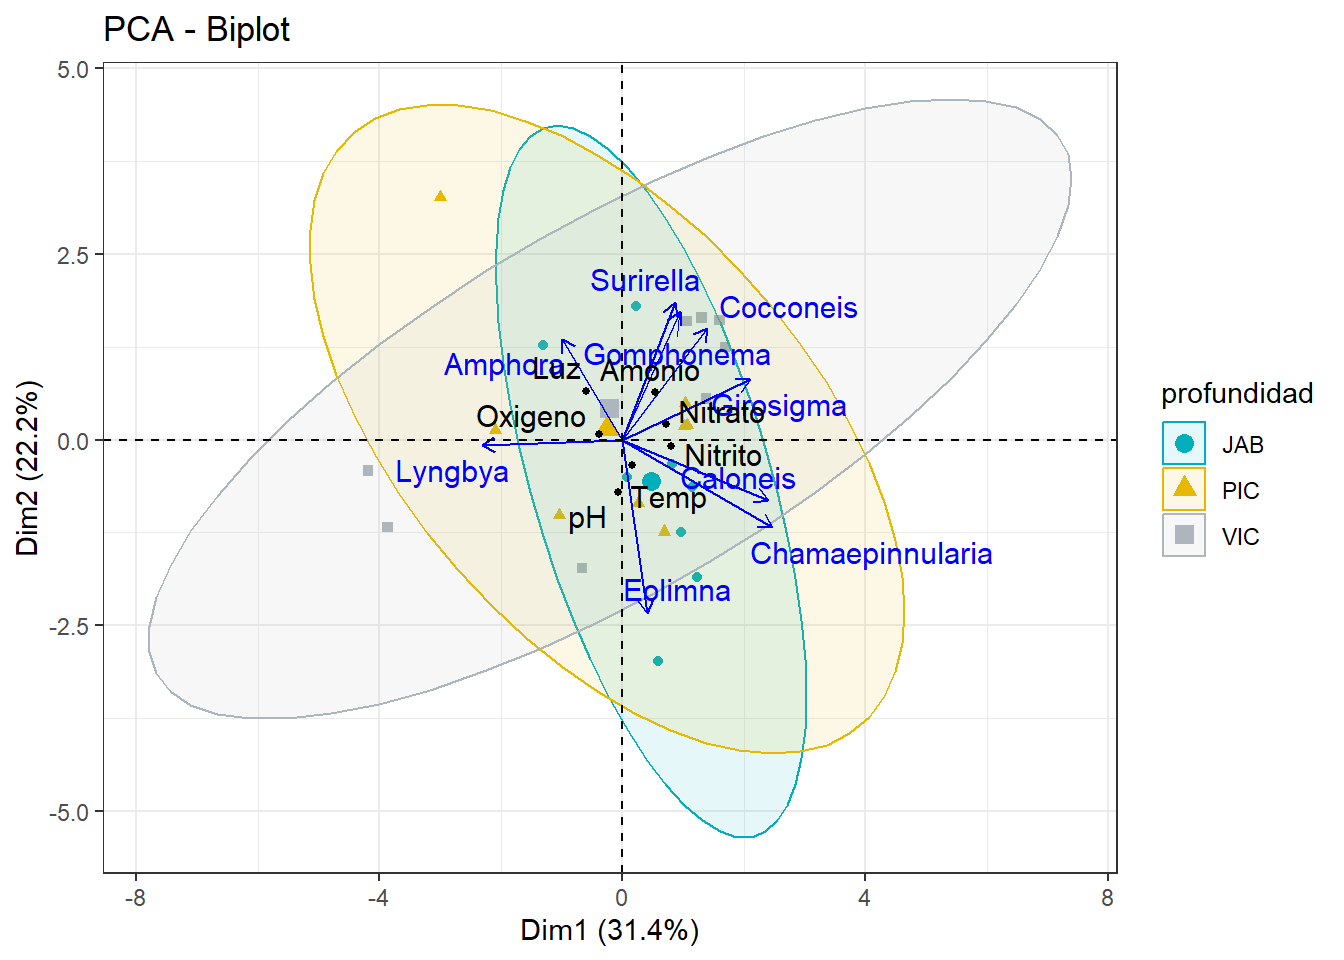 PCA - Biplot
5.0
2.5
0.0
-2.5
-5.0
Dim2 (22.2%)
-8
-4
0
4
8
Dim1 (31.4%)
Surirella
Cocconeis
Amphora
Gomphonema
Luz
Amonio
Oxigeno
Nitrato
Girosigma
Nitrito
Lyngbya
Caloneis
Temp
pH
Chamaepinnularia
Eolimna
profundidad
JAB
PIC
VIC